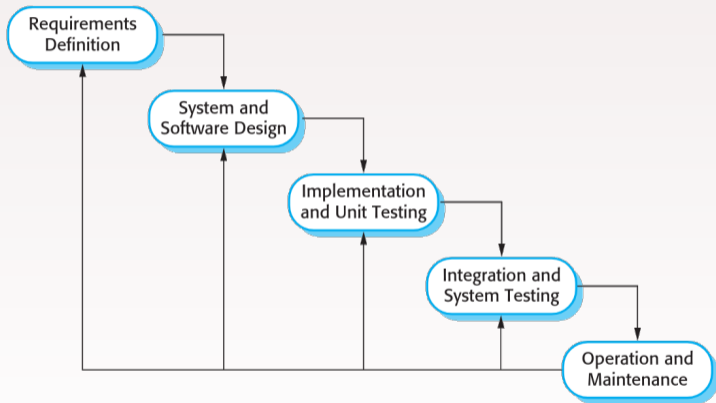 Requirements
Definition
System and
Software Design
Implementation
and Unit Testing
Integration and
System Testing
Operation and
Maintenance